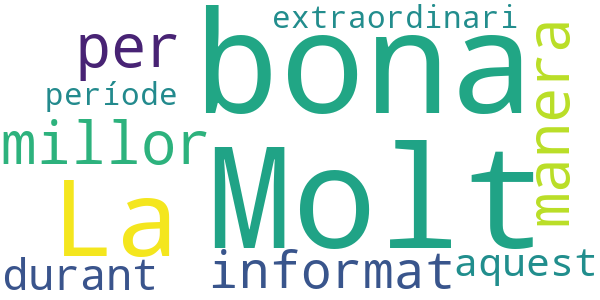 extraordinari
per
bona
manera
període
millor
Molt
La
durant
informat
aquest